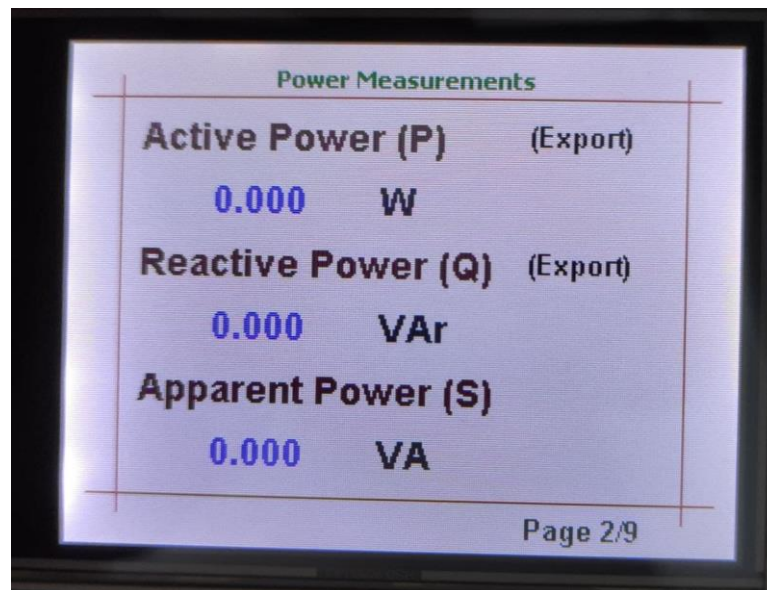 Power Measurements
Active Power (P) (Export)
0.000 W
Reactive Power (Q) (Export)
0.000 VAr
Apparent Power (S)
0.000 VA
Page 2/9